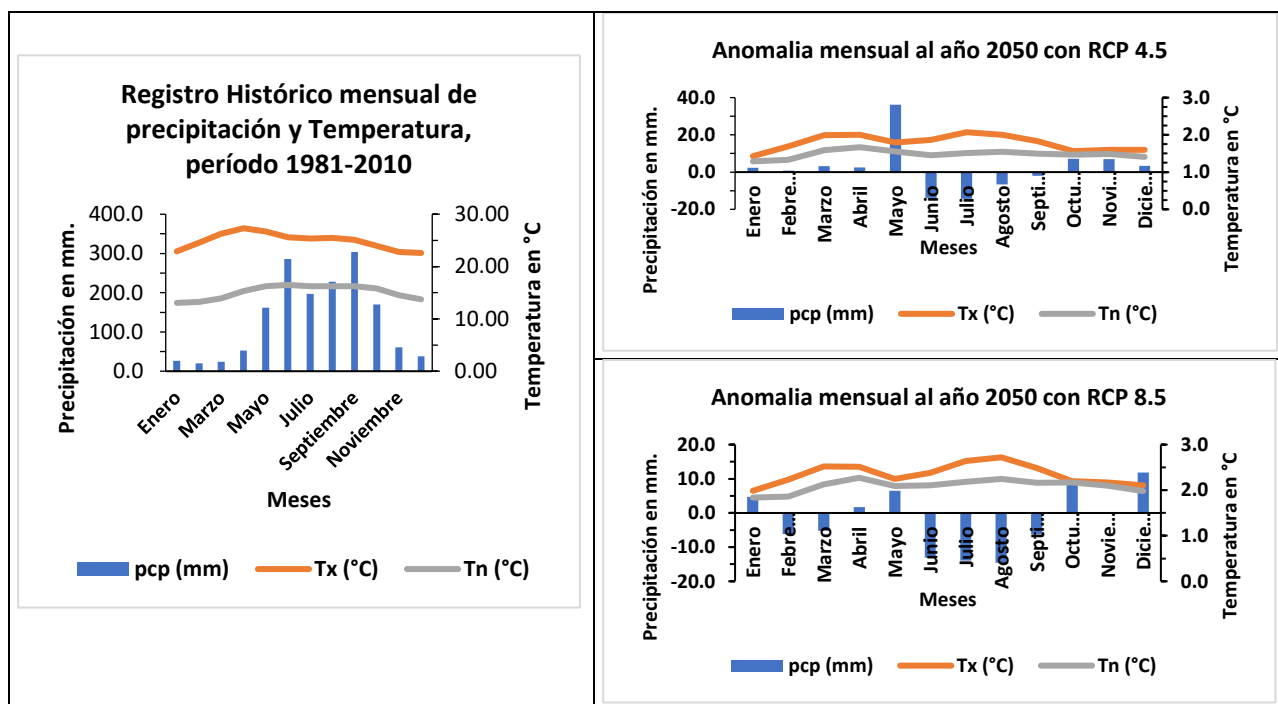 Registro Histórico mensual de
precipitación y Temperatura,
período 1981-2010
400.0
300.0
200.0
100.0
0.0
Precipitación en mm.
30.00
20.00
10.00
0.00
Temperatura en °C
Enero
Marzo
Mayo
Julio
Septiembre
Noviembre
Meses
pcp (mm)
Tx (°C)
Tn (°C)
Anomalia mensual al año 2050 con RCP 4.5
40.0
20.0
0.0
-20.0
Precipitación en mm.
3.0
2.0
1.0
0.0
Temperatura en °C
Enero
Febre...
Marzo
Abril
Mayo
Junio
Julio
Agosto
Septi...
Octu...
Novi...
Dicie...
Meses
pcp (mm)
Tx (°C)
Tn (°C)
Anomalia mensual al año 2050 con RCP 8.5
20.0
10.0
0.0
-10.0
-20.0
Precipitación en mm.
3.0
2.0
1.0
0.0
Temperatura en °C
Enero
Febre...
Marzo
Abril
Mayo
Junio
Julio
Agosto
Septi...
Octu...
Novie...
Dicie...
Meses
pcp (mm)
Tx (°C)
Tn (°C)